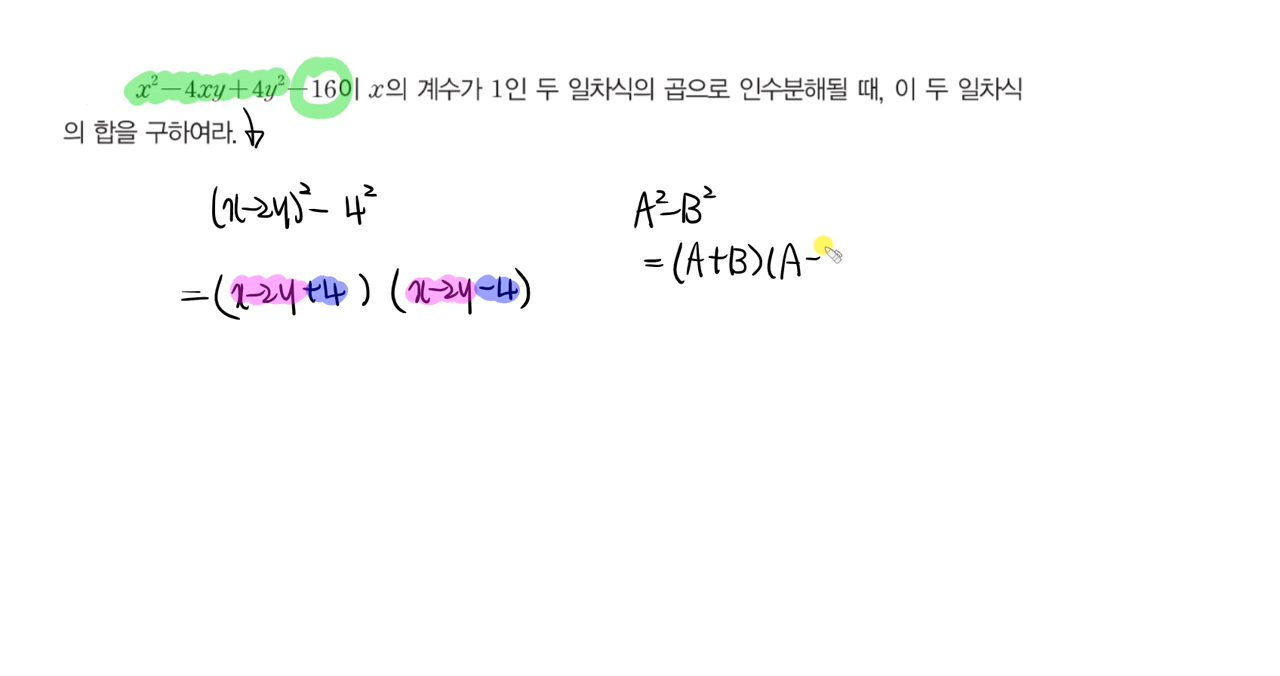 x²-4xy+4y²-16이 x의 계수가 1인 두 일차식의 곱으로 인수분해될 때, 이 두 일차식
의 합을 구하여라.
(x-2y)²-4²
A²-B²
=(A+B)(A-
=(x-2y+4)(x-2y-4)